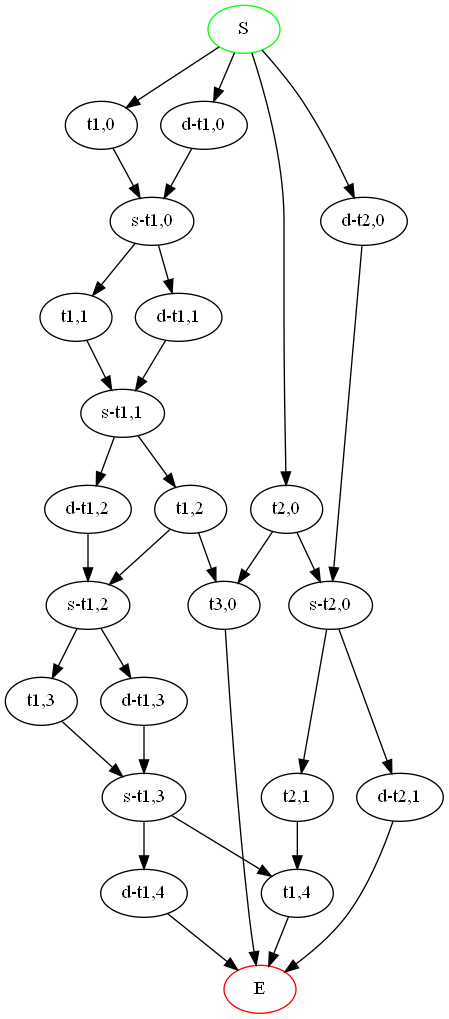 S
t1,0
d-t1,0
s-t1,0
d-t2,0
t1,1
d-t1,1
s-t1,1
d-t1,2
t1,2
t2,0
s-t1,2
t3,0
s-t2,0
t1,3
d-t1,3
s-t1,3
t2,1
d-t2,1
d-t1,4
t1,4
E